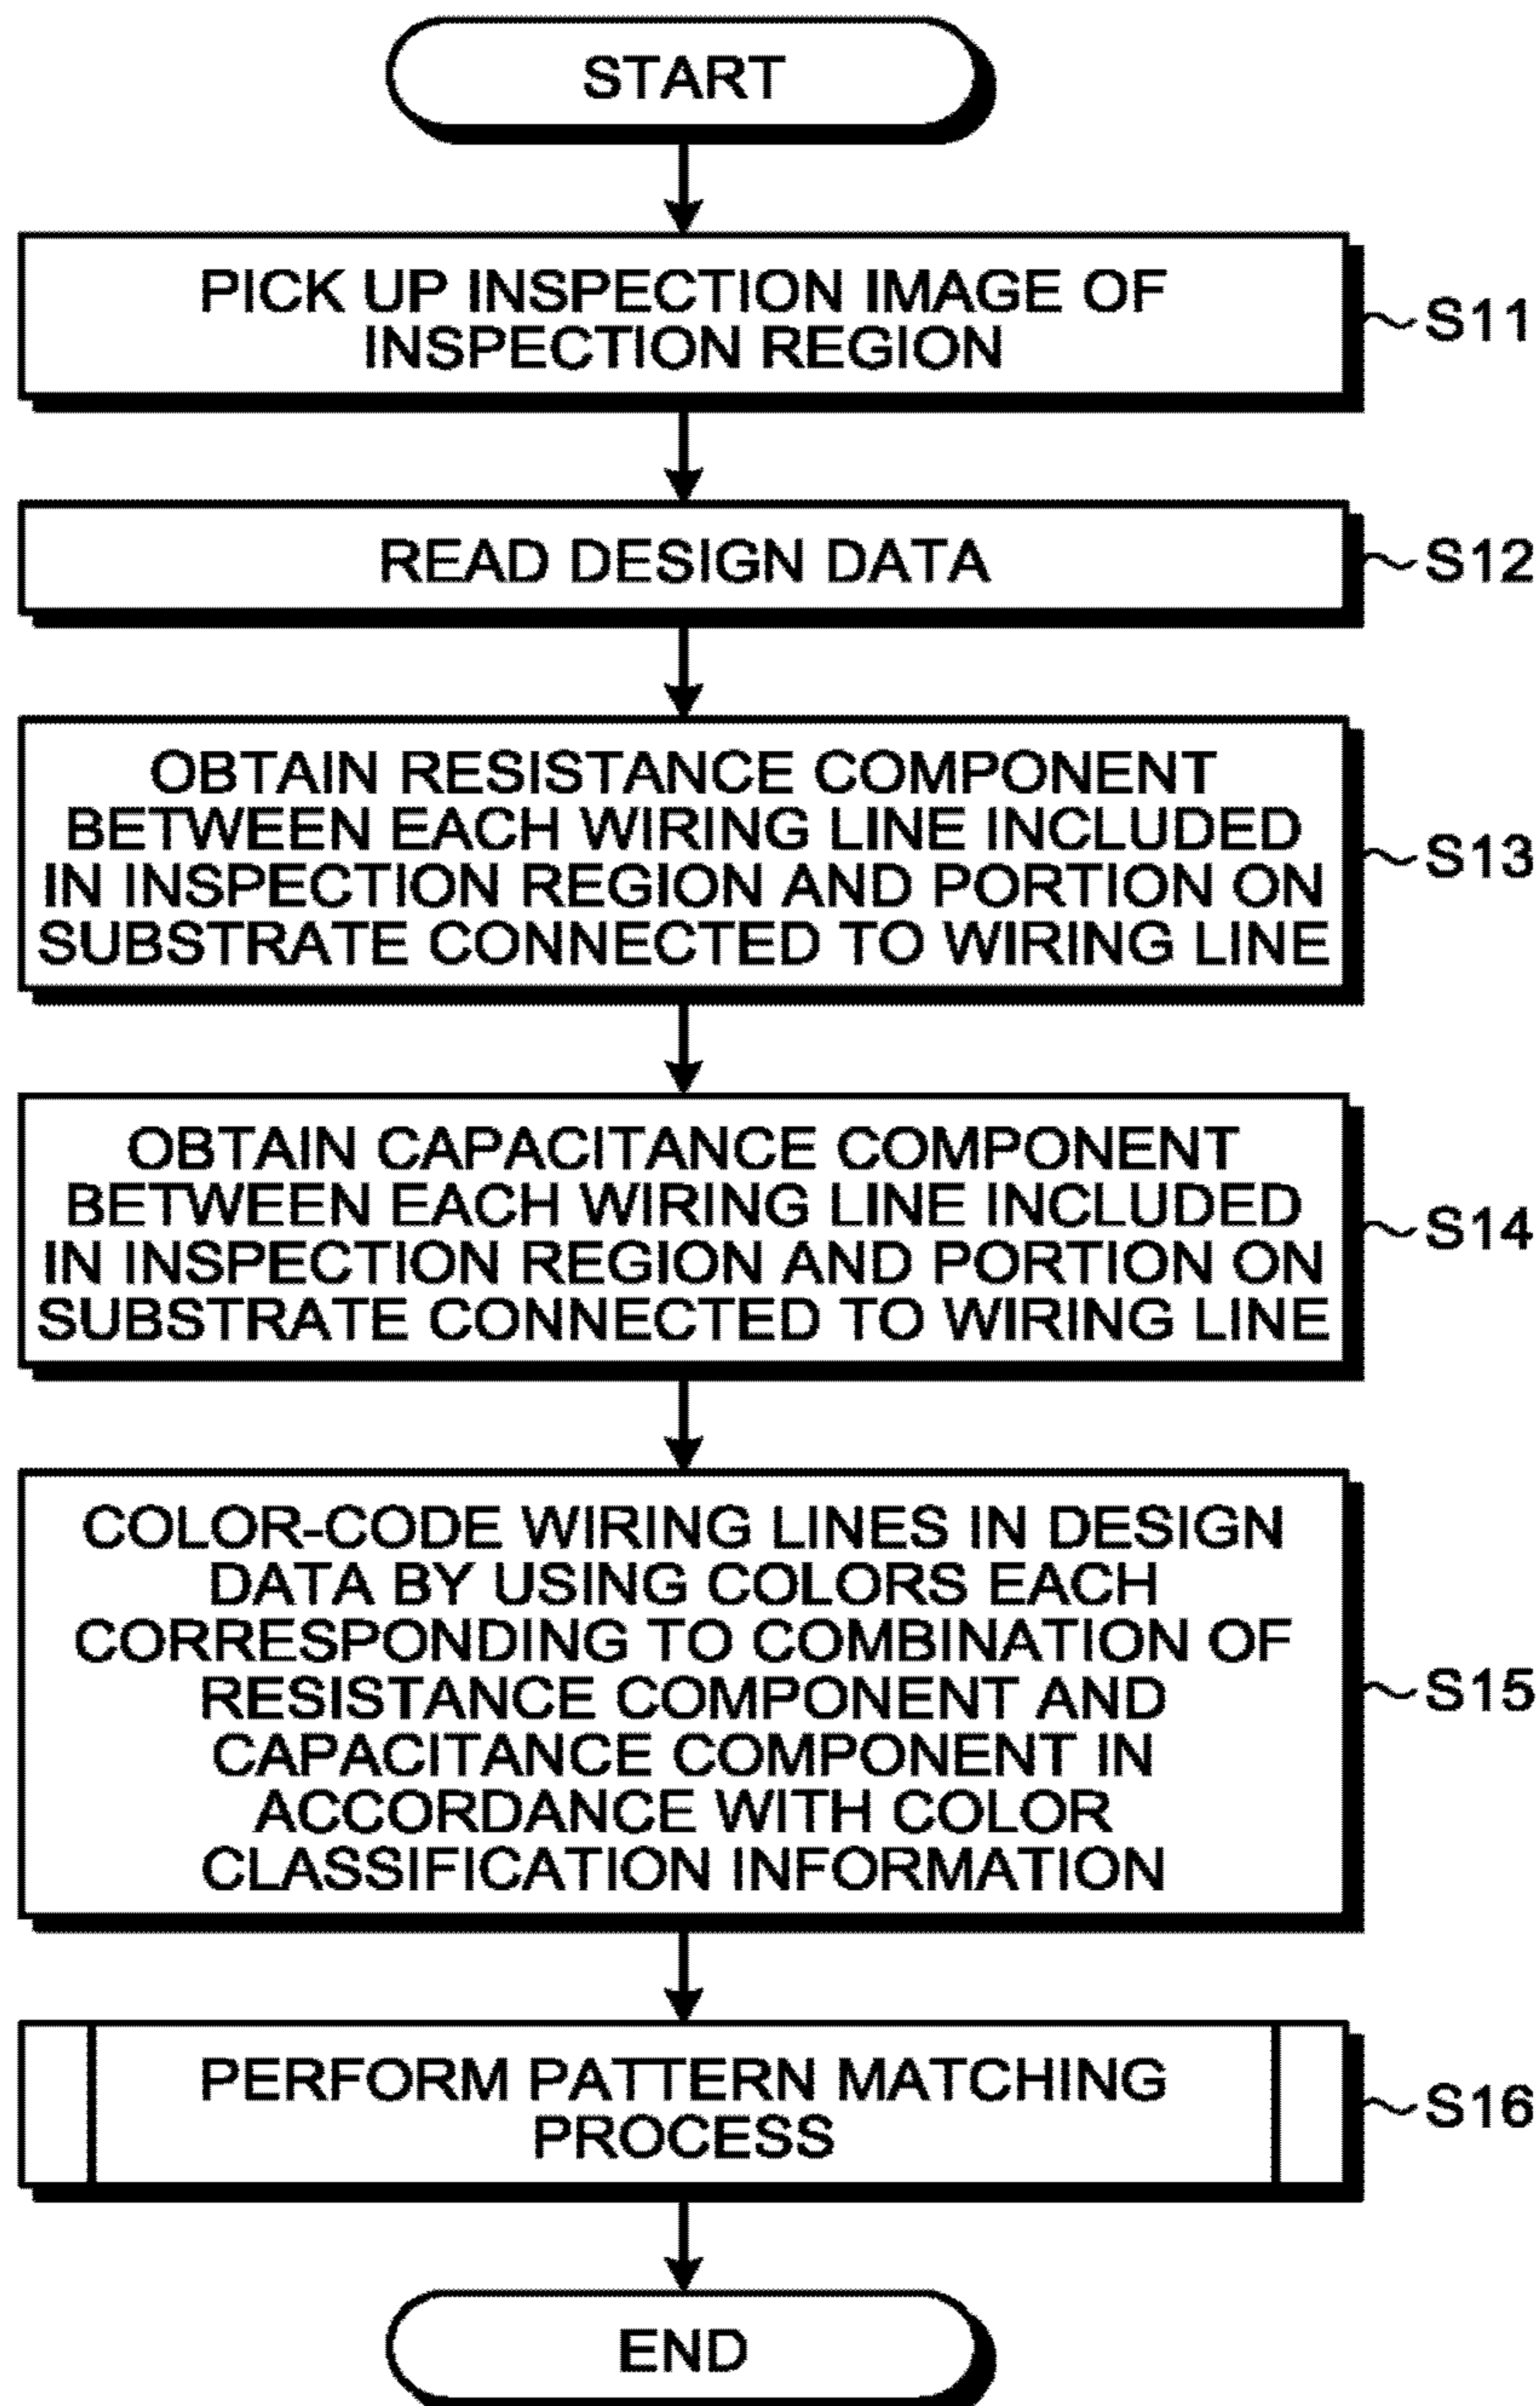 START
PICK UP INSPECTION IMAGE OF
INSPECTION REGION
S11
READ DESIGN DATA
S12
OBTAIN RESISTANCE COMPONENT
BETWEEN EACH WIRING LINE INCLUDED
IN INSPECTION REGION AND PORTION ON
SUBSTRATE CONNECTED TO WIRING LINE
S13
OBTAIN CAPACITANCE COMPONENT
BETWEEN EACH WIRING LINE INCLUDED
IN INSPECTION REGION AND PORTION ON
SUBSTRATE CONNECTED TO WIRING LINE
S14
COLOR-CODE WIRING LINES IN DESIGN
DATA BY USING COLORS EACH
CORRESPONDING TO COMBINATION OF
RESISTANCE COMPONENT AND
CAPACITANCE COMPONENT IN
ACCORDANCE WITH COLOR
CLASSIFICATION INFORMATION
S15
PERFORM PATTERN MATCHING
PROCESS
S16
END